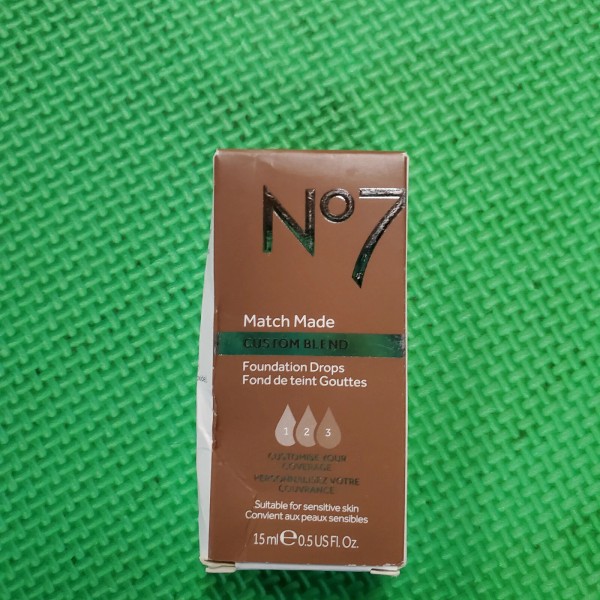 No7
Match Made
CUSTOM BLEND
Foundation Drops
Fond de teint Gouttes
1 2 3
CUSTOMISE YOUR
COVERAGE
PERSONNALISEZ VOTRE
COUVRANCE
Suitable for sensitive skin
Convient aux peaux sensibles
15 ml ℮ 0.5 US Fl. Oz.